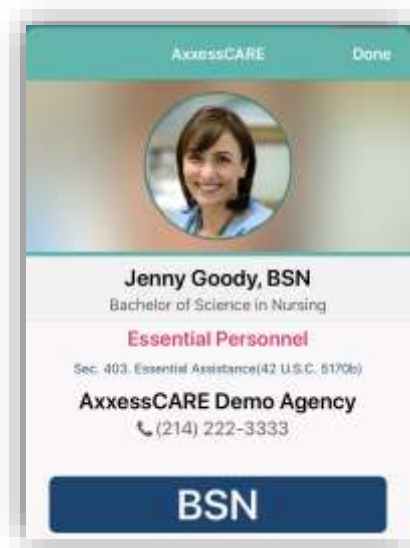 AxxessCARE Done
Jenny Goody, BSN
Bachelor of Science in Nursing
Essential Personnel
Sec. 403. Essential Assistance(42 U.S.C. 5170b)
AxxessCARE Demo Agency
(214) 222-3333
BSN